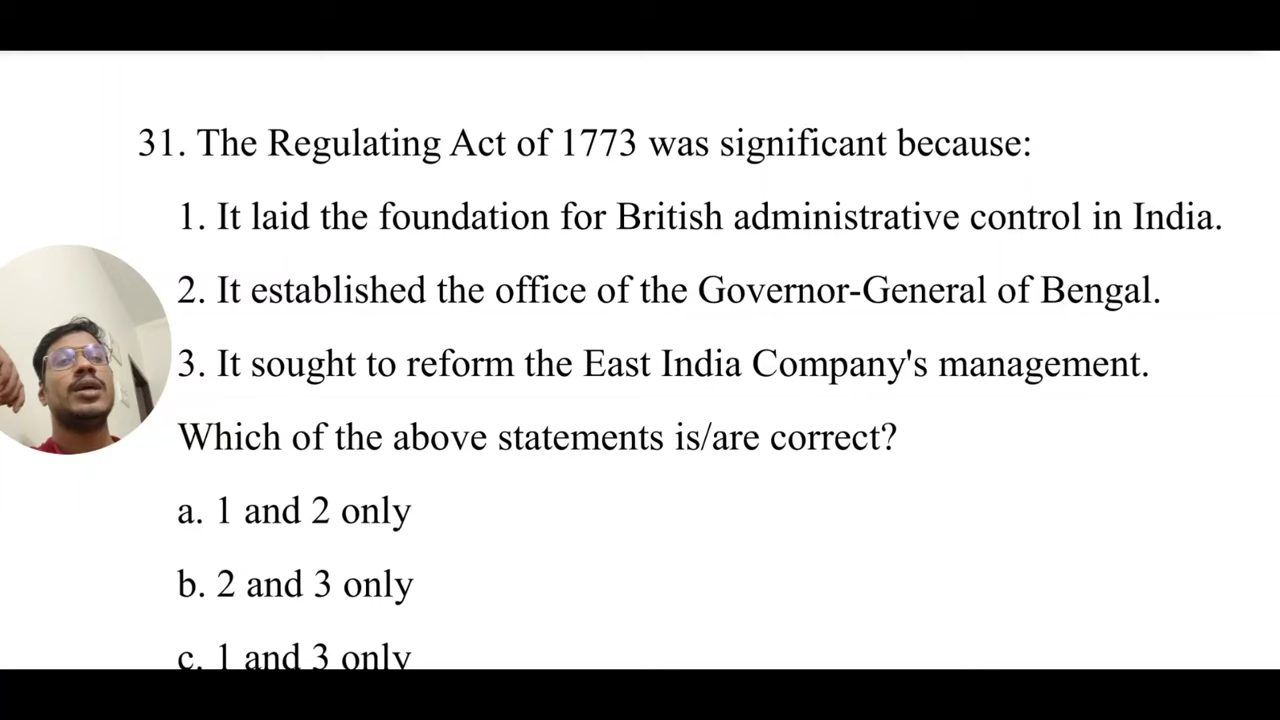 31. The Regulating Act of 1773 was significant because:
1. It laid the foundation for British administrative control in India.
2. It established the office of the Governor-General of Bengal.
3. It sought to reform the East India Company's management.
Which of the above statements is/are correct?
a. 1 and 2 only
b. 2 and 3 only
c. 1 and 3 only